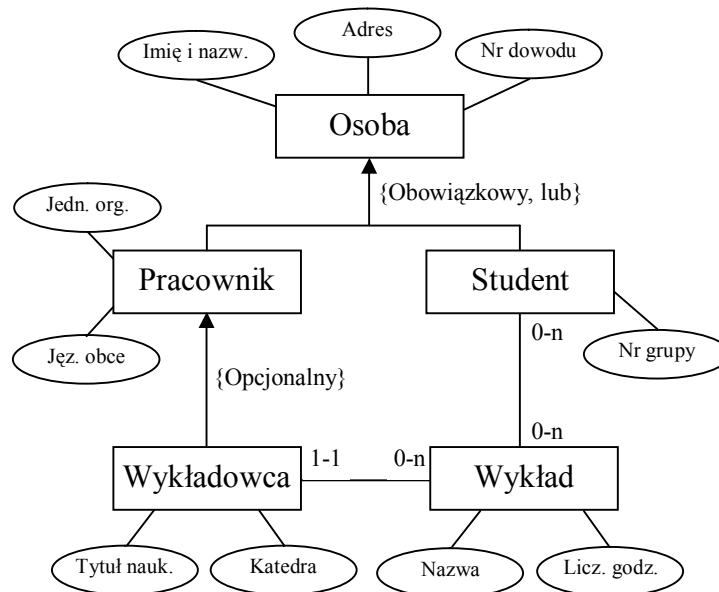 Adres
Imię i nazw.
Nr dowodu
Osoba
{Obowiązkowy, lub}
Jedn. org.
Pracownik
Student
Jęz. obce
0-n
Nr grupy
{Opcjonalny}
0-n
1-1
0-n
Wykładowca
Wykład
Tytuł nauk.
Katedra
Nazwa
Licz. godz.